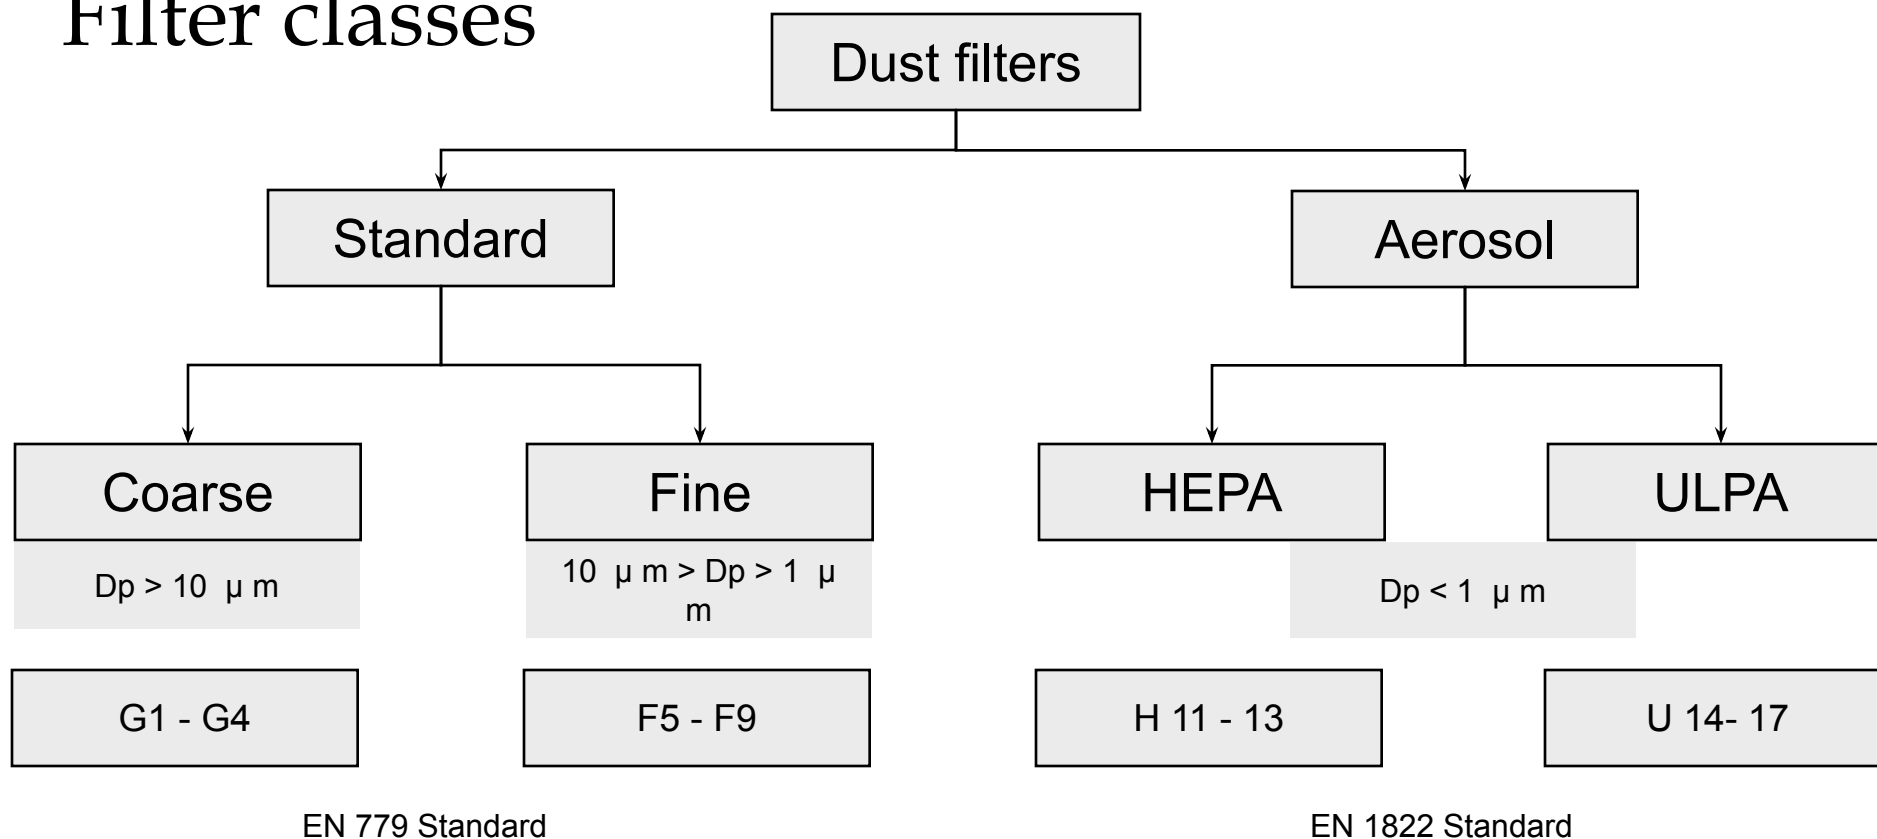 Filter classes
Dust filters
Standard
Aerosol
Coarse
Fine
HEPA
ULPA
Dp > 10 µ m
10 µ m > Dp > 1 µ
m
Dp < 1 µ m
G1 - G4
F5 - F9
H 11 - 13
U 14- 17
EN 779 Standard
EN 1822 Standard